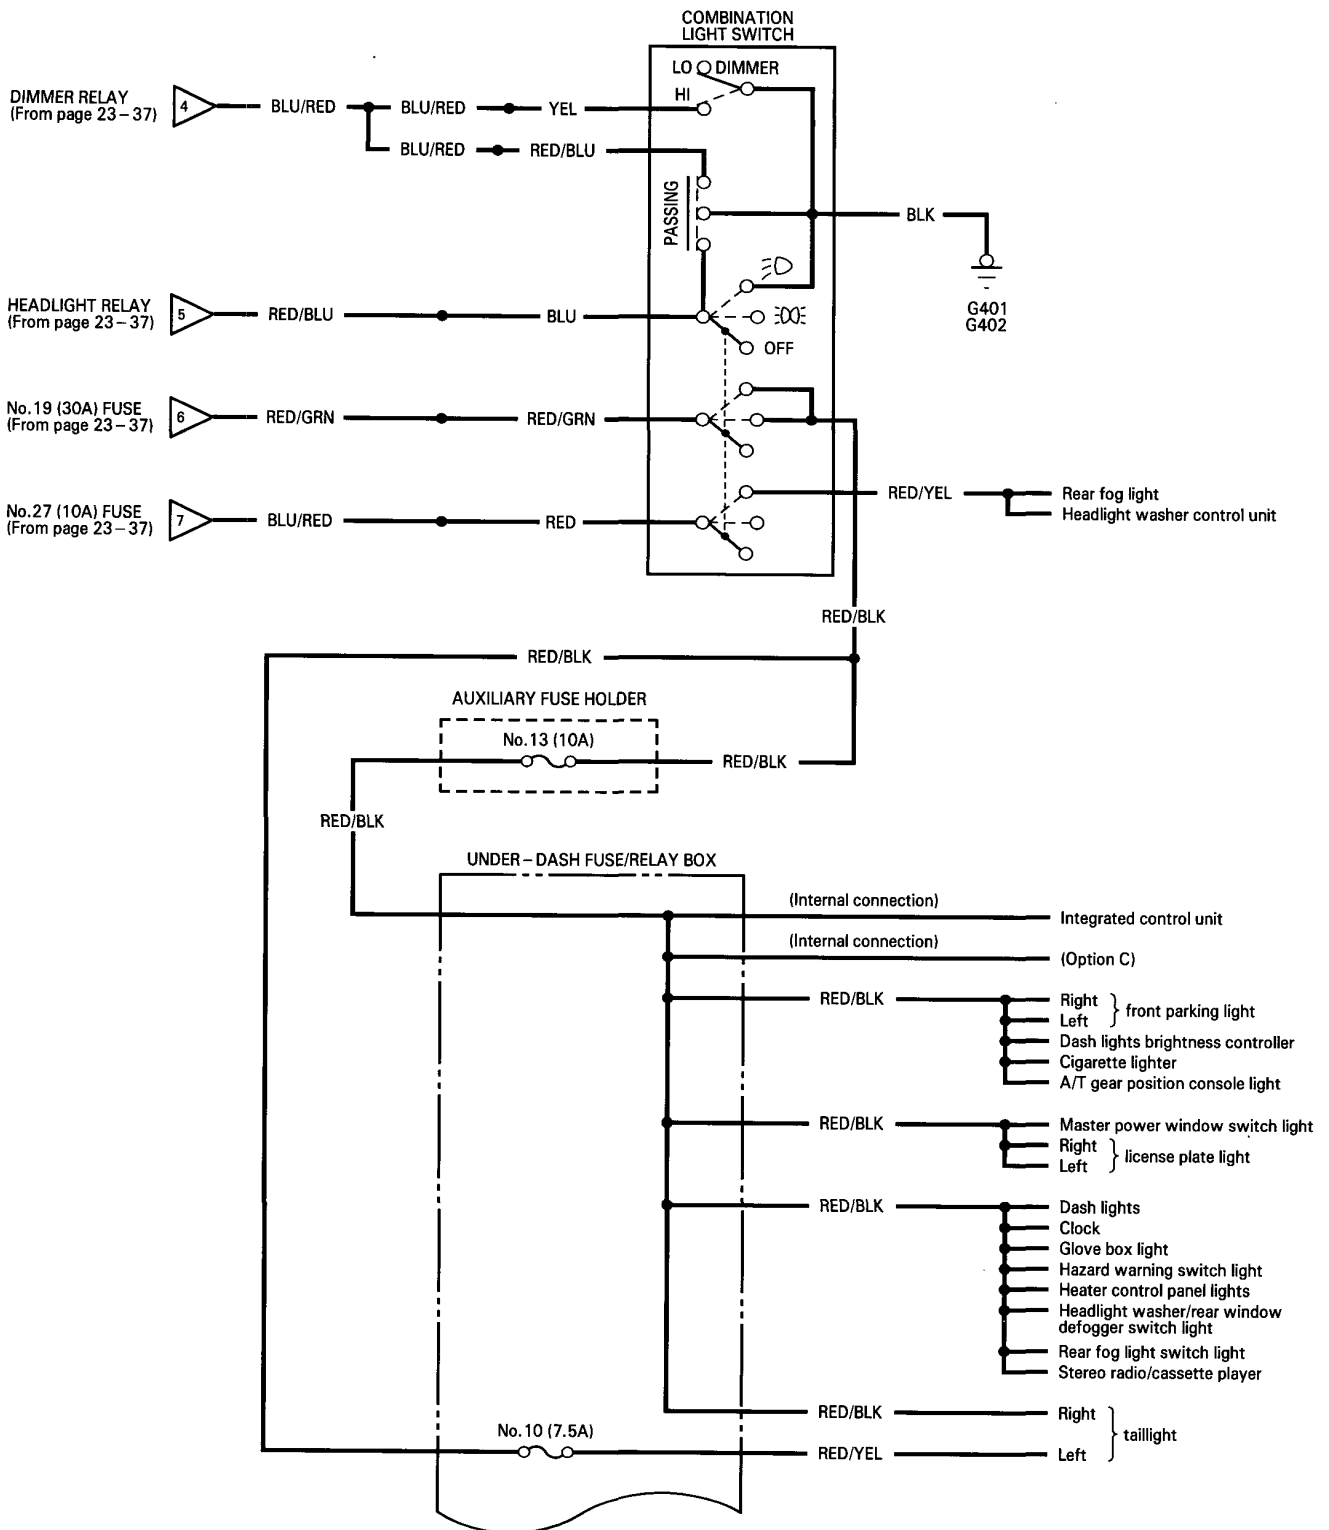 COMBINATION
LIGHT SWITCH
LO DIMMER
HI
DIMMER RELAY
(From page 23–37)
4
BLU/RED
BLU/RED
YEL
BLU/RED
RED/BLU
PASSING
BLK
G401
G402
HEADLIGHT RELAY
(From page 23–37)
5
RED/BLU
BLU
OFF
No.19 (30A) FUSE
(From page 23–37)
6
RED/GRN
RED/GRN
No.27 (10A) FUSE
(From page 23–37)
7
BLU/RED
RED
RED/YEL
Rear fog light
Headlight washer control unit
RED/BLK
RED/BLK
AUXILIARY FUSE HOLDER
No.13 (10A)
RED/BLK
RED/BLK
UNDER–DASH FUSE/RELAY BOX
(Internal connection)
Integrated control unit
(Internal connection)
(Option C)
RED/BLK
Right
Left
front parking light
Dash lights brightness controller
Cigarette lighter
A/T gear position console light
RED/BLK
Master power window switch light
Right
Left
license plate light
RED/BLK
Dash lights
Clock
Glove box light
Hazard warning switch light
Heater control panel lights
Headlight washer/rear window
defogger switch light
Rear fog light switch light
Stereo radio/cassette player
RED/BLK
Right
taillight
No.10 (7.5A)
RED/YEL
Left